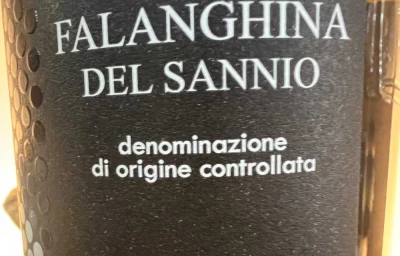 FALANGHINA
DEL SANNIO
denominazione
di origine controllata